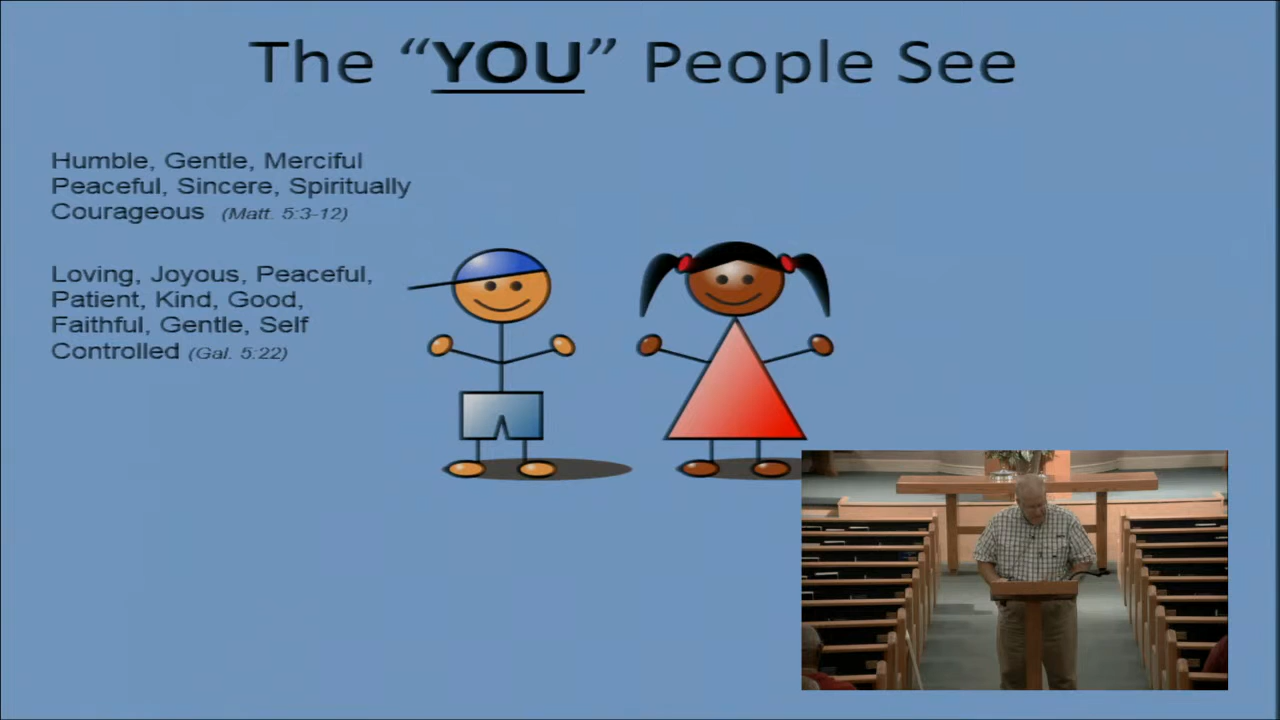 The “YOU” People See
Humble, Gentle, Merciful
Peaceful, Sincere, Spiritually
Courageous (Matt. 5:3-12)
Loving, Joyous, Peaceful,
Patient, Kind, Good,
Faithful, Gentle, Self
Controlled (Gal. 5:22)